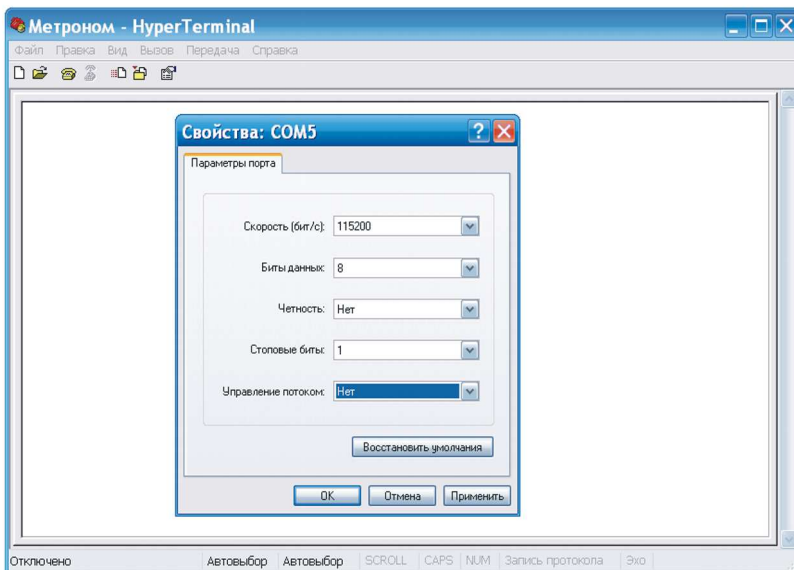 Метроном - HyperTerminal
Файл Правка Вид Вызов Передача Справка
Свойства: COM5
Параметры порта
Скорость (бит/с): 115200
Биты данных: 8
Четность: Нет
Стоповые биты: 1
Управление потоком: Нет
Восстановить умолчания
OK Отмена Применить
Отключено Автовыбор Автовыбор SCROLL CAPS NUM Запись протокола Эхо